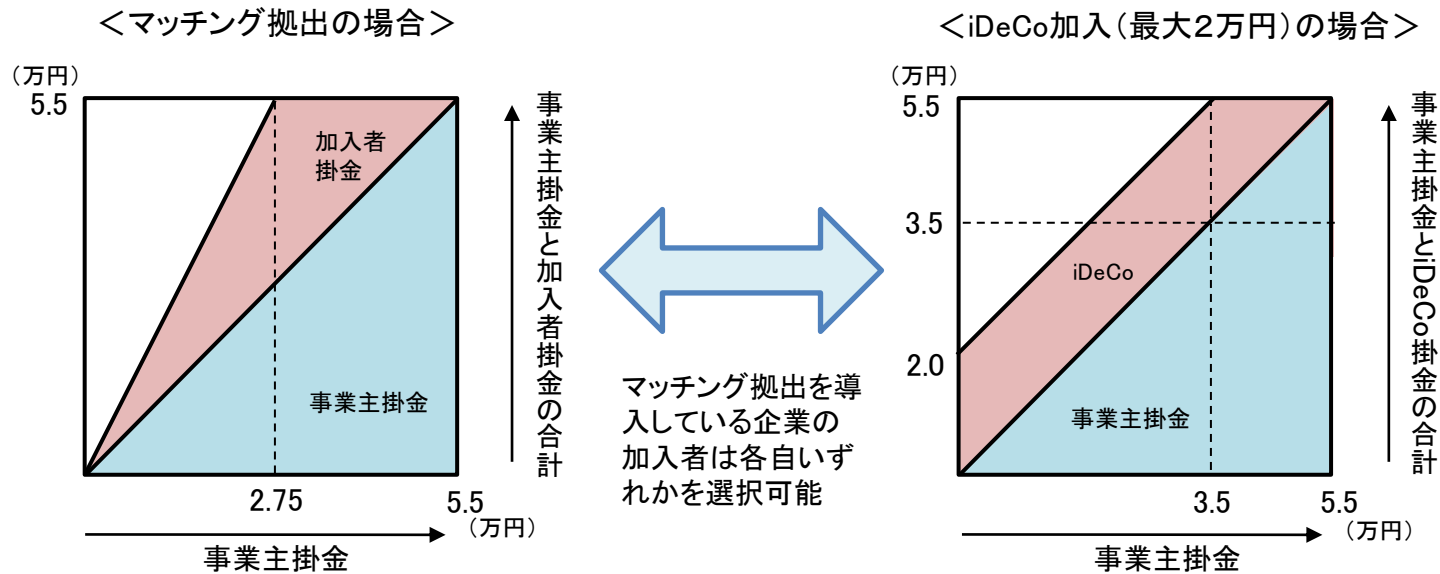 ＜マッチング拠出の場合＞
（万円）
5.5
加入者
掛金
事業主掛金
2.75
5.5
（万円）
事業主掛金
事業主掛金と加入者掛金の合計
マッチング拠出を導
入している企業の
加入者は各自いず
れかを選択可能
＜iDeCo加入（最大２万円）の場合＞
（万円）
5.5
3.5
2.0
iDeCo
事業主掛金
3.5
5.5
（万円）
事業主掛金
事業主掛金とiDeCo掛金の合計